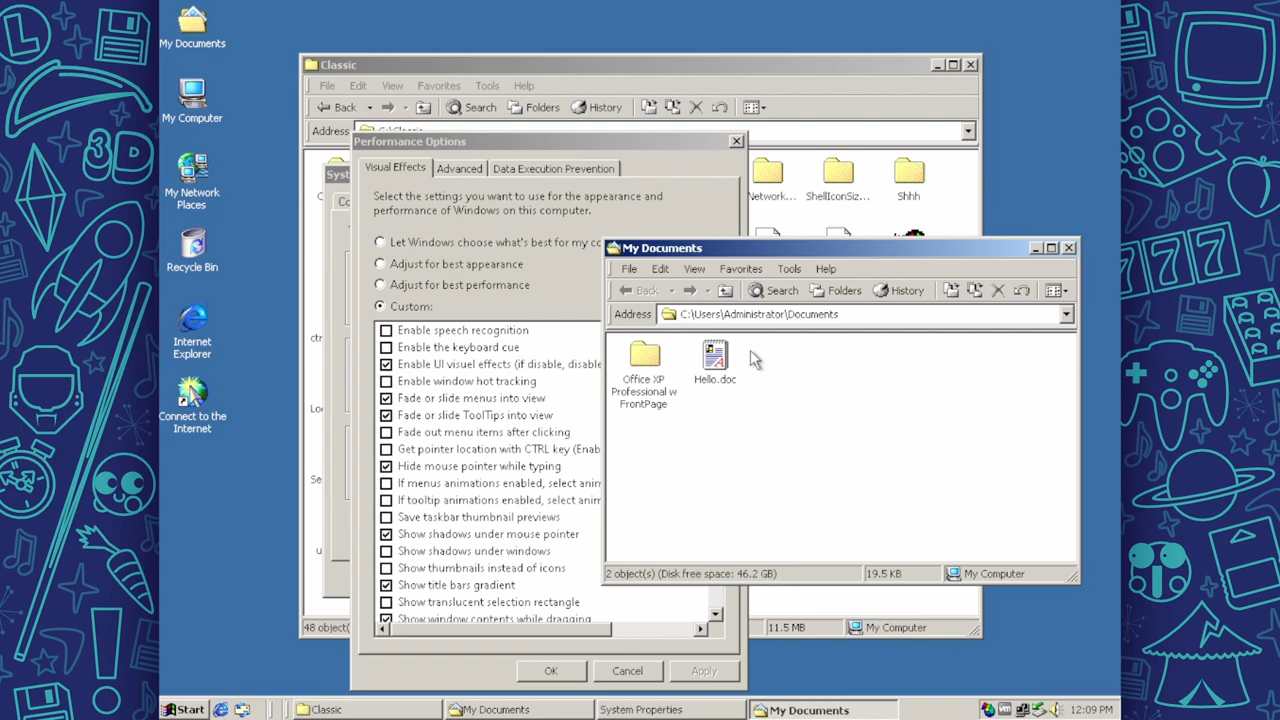 My Documents
My Computer
My Network
Places
Recycle Bin
Internet
Explorer
Connect to the
Internet
Classic
File Edit View Favorites Tools Help
Back Search Folders History
Address C:\Classic
Network... ShellIconSiz... Shhh
48 object(s)
11.5 MB
My Computer
Performance Options
Visual Effects Advanced Data Execution Prevention
Select the settings you want to use for the appearance and
performance of Windows on this computer.
Let Windows choose what's best for my co
Adjust for best appearance
Adjust for best performance
Custom:
Enable speech recognition
Enable the keyboard cue
Enable UI visual effects (if disable, disable
Enable window hot tracking
Fade or slide menus into view
Fade or slide ToolTips into view
Fade out menu items after clicking
Get pointer location with CTRL key (Enab
Hide mouse pointer while typing
If menus animations enabled, select anim
If tooltip animations enabled, select anim
Save taskbar thumbnail previews
Show shadows under mouse pointer
Show shadows under windows
Show thumbnails instead of icons
Show title bars gradient
Show translucent selection rectangle
Show window contents while dragging
OK Cancel Apply
My Documents
File Edit View Favorites Tools Help
Back Search Folders History
Address C:\Users\Administrator\Documents
Office XP
Professional w
FrontPage
Hello.doc
2 object(s) (Disk free space: 46.2 GB)
19.5 KB
My Computer
Start Classic My Documents System Properties My Documents 12:09 PM
3D
777